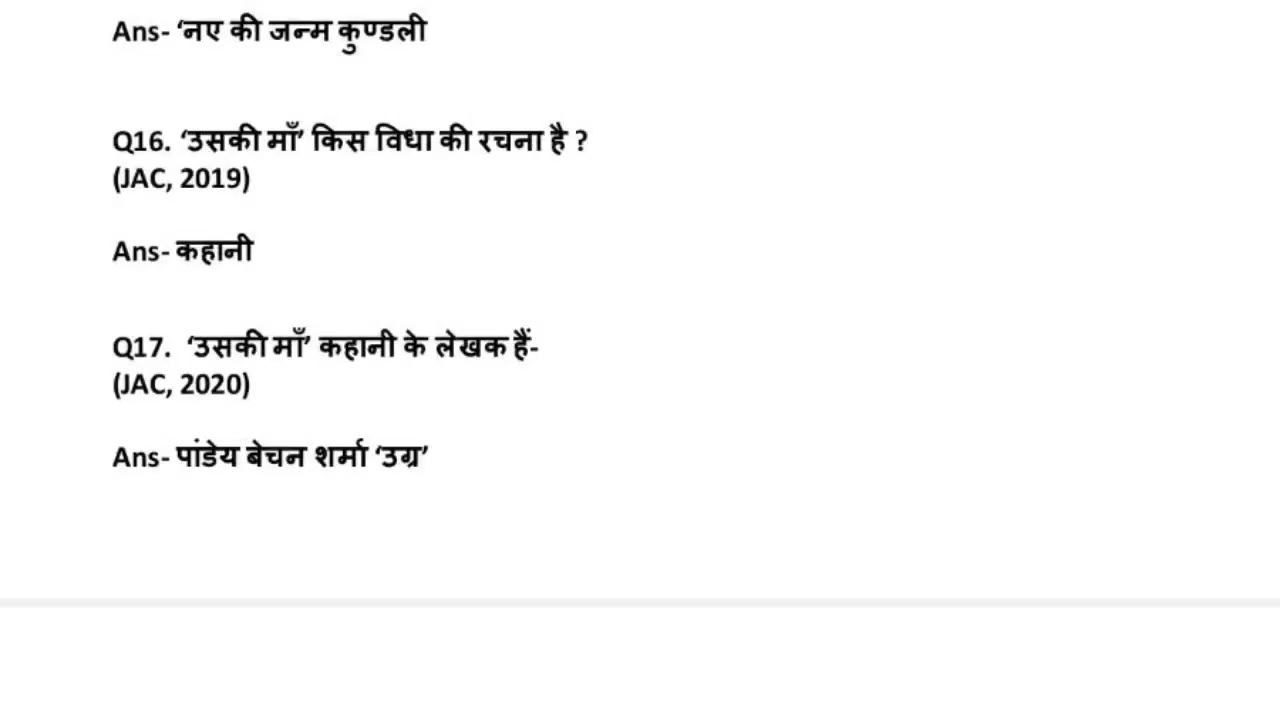 Ans- ‘नए की जन्म कुण्डली
Q16. ‘उसकी माँ’ किस विधा की रचना है ?
(JAC, 2019)
Ans- कहानी
Q17. ‘उसकी माँ’ कहानी के लेखक हैं-
(JAC, 2020)
Ans- पांडेय बेचन शर्मा ‘उग्र’